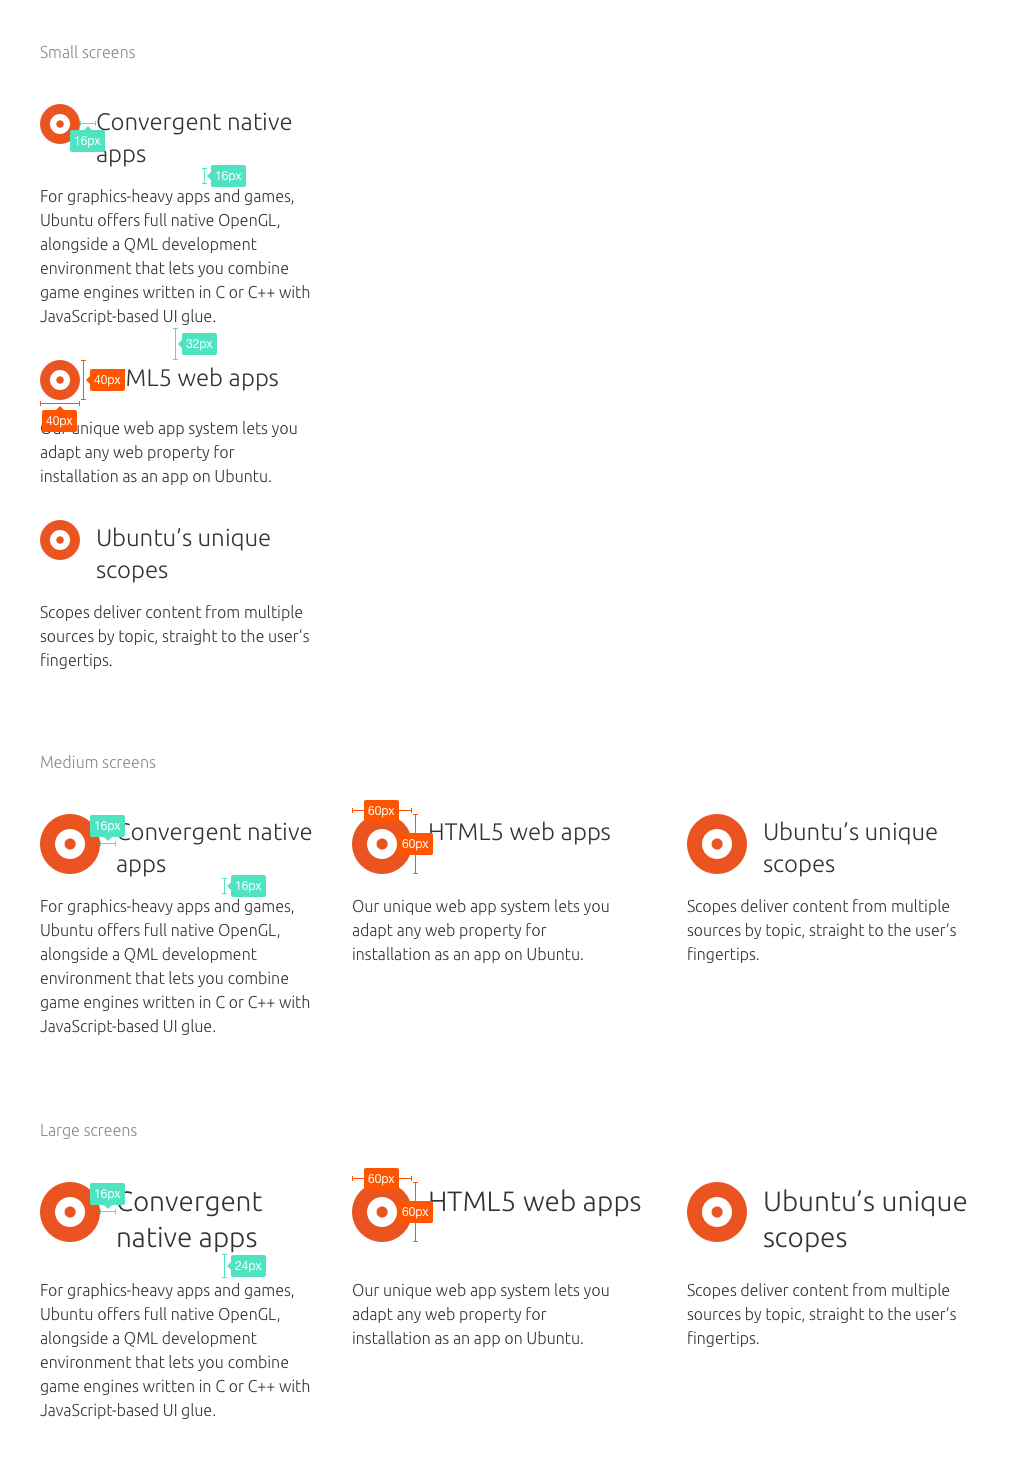 Small screens
Convergent native
16px
apps
16px
For graphics-heavy apps and games,
Ubuntu offers full native OpenGL,
alongside a QML development
environment that lets you combine
game engines written in C or C++ with
JavaScript-based UI glue.
32px
40px ML5 web apps
40px
Our unique web app system lets you
adapt any web property for
installation as an app on Ubuntu.
Ubuntu’s unique
scopes
Scopes deliver content from multiple
sources by topic, straight to the user’s
fingertips.
Medium screens
16px
Convergent native
apps
16px
For graphics-heavy apps and games,
Ubuntu offers full native OpenGL,
alongside a QML development
environment that lets you combine
game engines written in C or C++ with
JavaScript-based UI glue.
60px
HTML5 web apps
60px
Our unique web app system lets you
adapt any web property for
installation as an app on Ubuntu.
Ubuntu’s unique
scopes
Scopes deliver content from multiple
sources by topic, straight to the user’s
fingertips.
Large screens
16px
Convergent
native apps
24px
For graphics-heavy apps and games,
Ubuntu offers full native OpenGL,
alongside a QML development
environment that lets you combine
game engines written in C or C++ with
JavaScript-based UI glue.
60px
HTML5 web apps
60px
Our unique web app system lets you
adapt any web property for
installation as an app on Ubuntu.
Ubuntu’s unique
scopes
Scopes deliver content from multiple
sources by topic, straight to the user’s
fingertips.